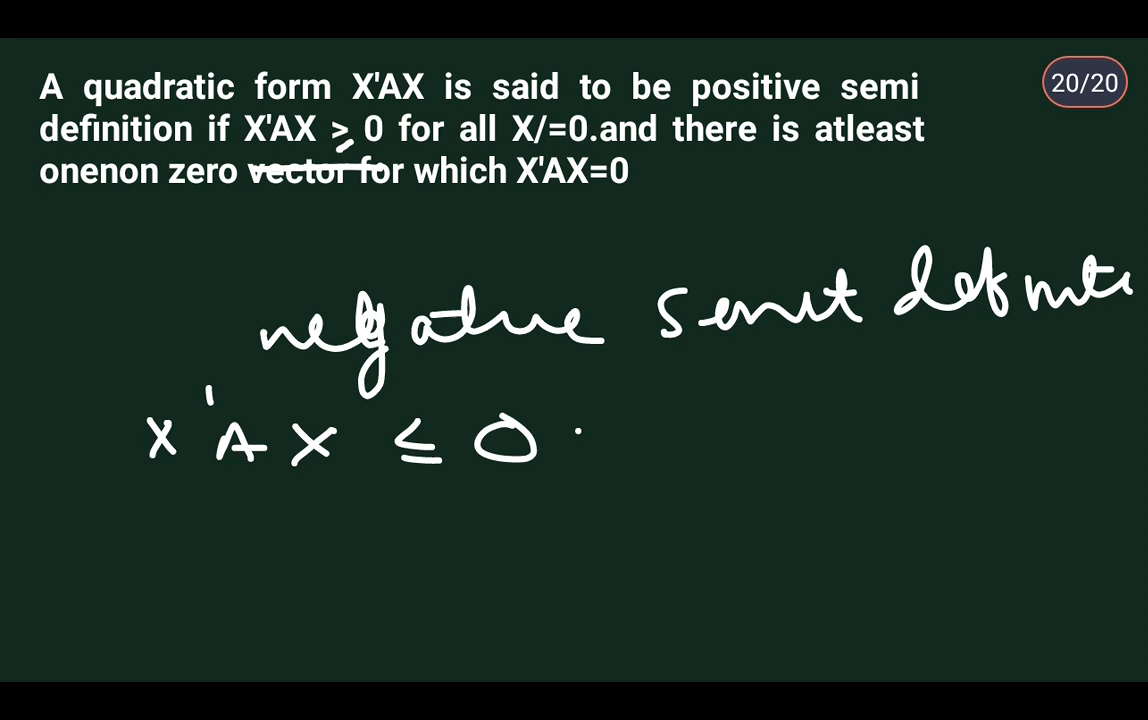 A quadratic form X'AX is said to be positive semi
20/20
definition if X'AX ≥ 0 for all X/=0.and there is atleast
onenon zero vector for which X'AX=0
negative semi definite
X'AX ≤ 0 .